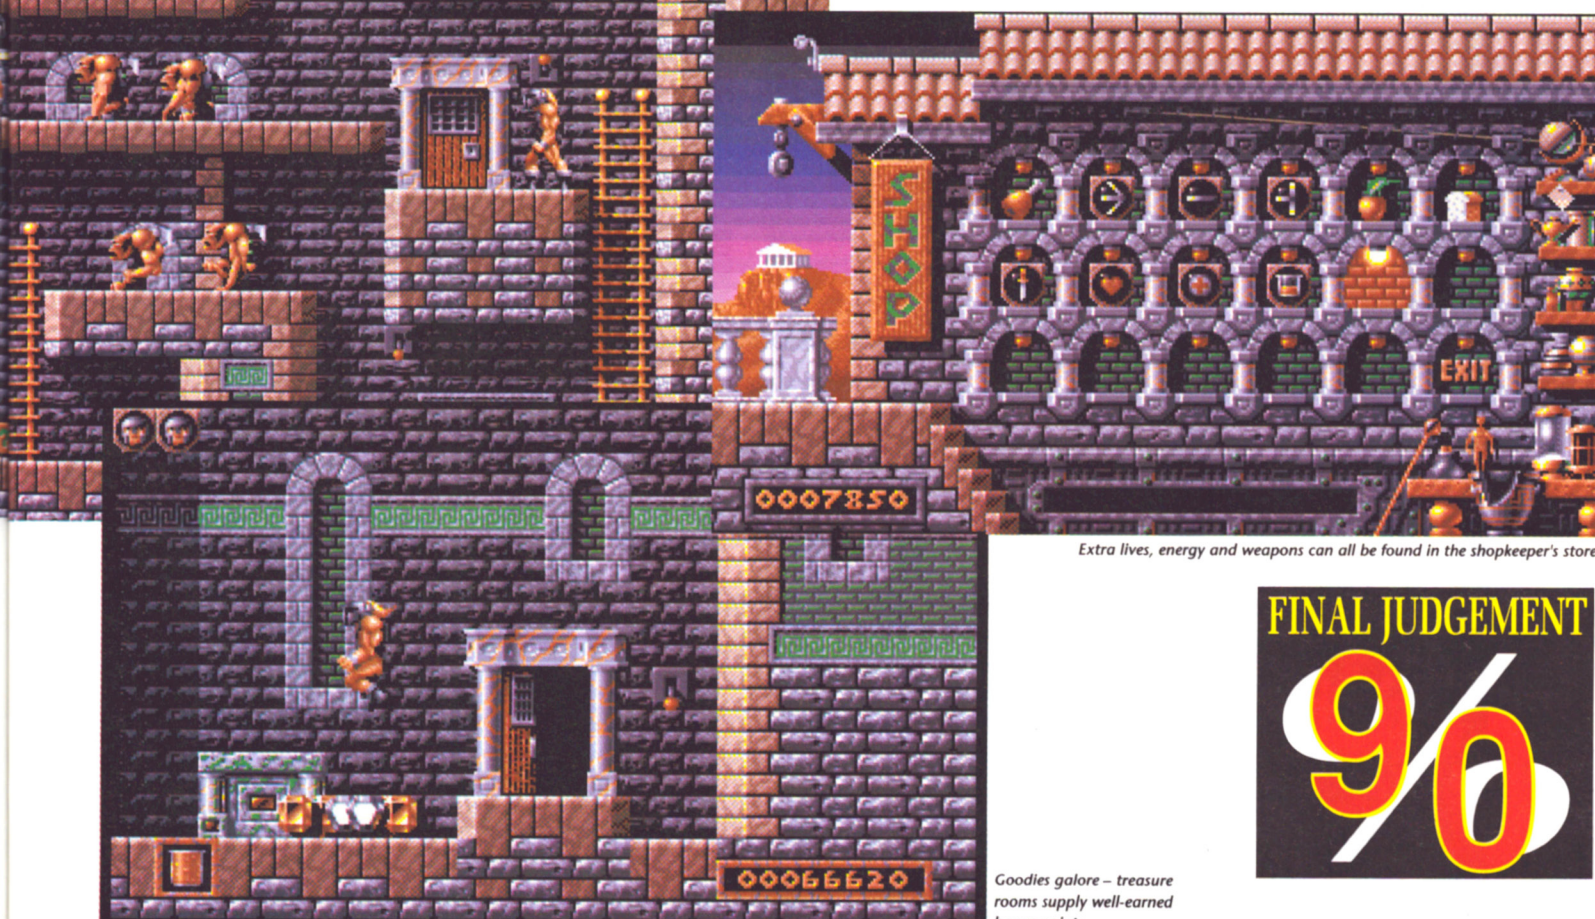 SHOP
EXIT
0007850
Extra lives, energy and weapons can all be found in the shopkeeper's store
FINAL JUDGEMENT
90%
00066620
Goodies galore – treasure
rooms supply well-earned